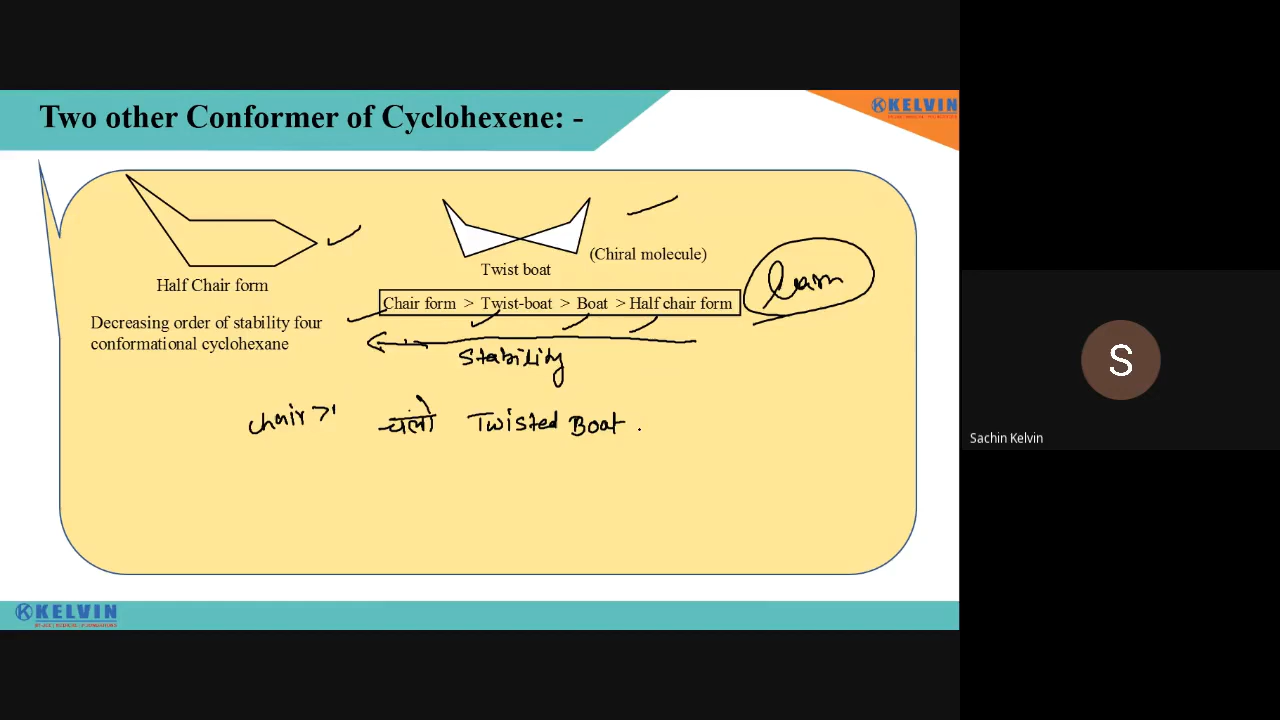 Two other Conformer of Cyclohexene: -
KELVIN
(Chiral molecule)
Twist boat
Half Chair form
Chair form > Twist-boat > Boat > Half chair form
learn
Decreasing order of stability four
conformational cyclohexane
Stability
chair >
चलो Twisted Boat .
KELVIN
S
Sachin Kelvin